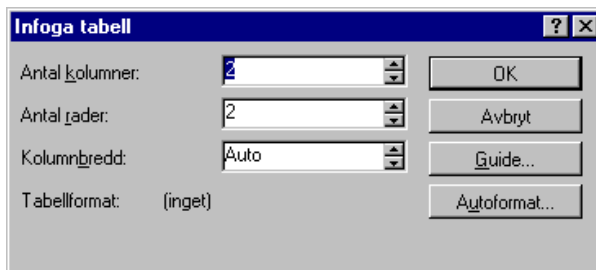 Infoga tabell
Antal kolumner: 2 OK
Antal rader: 2 Avbryt
Kolumnbredd: Auto Guide...
Tabellformat: (inget) Autoformat...